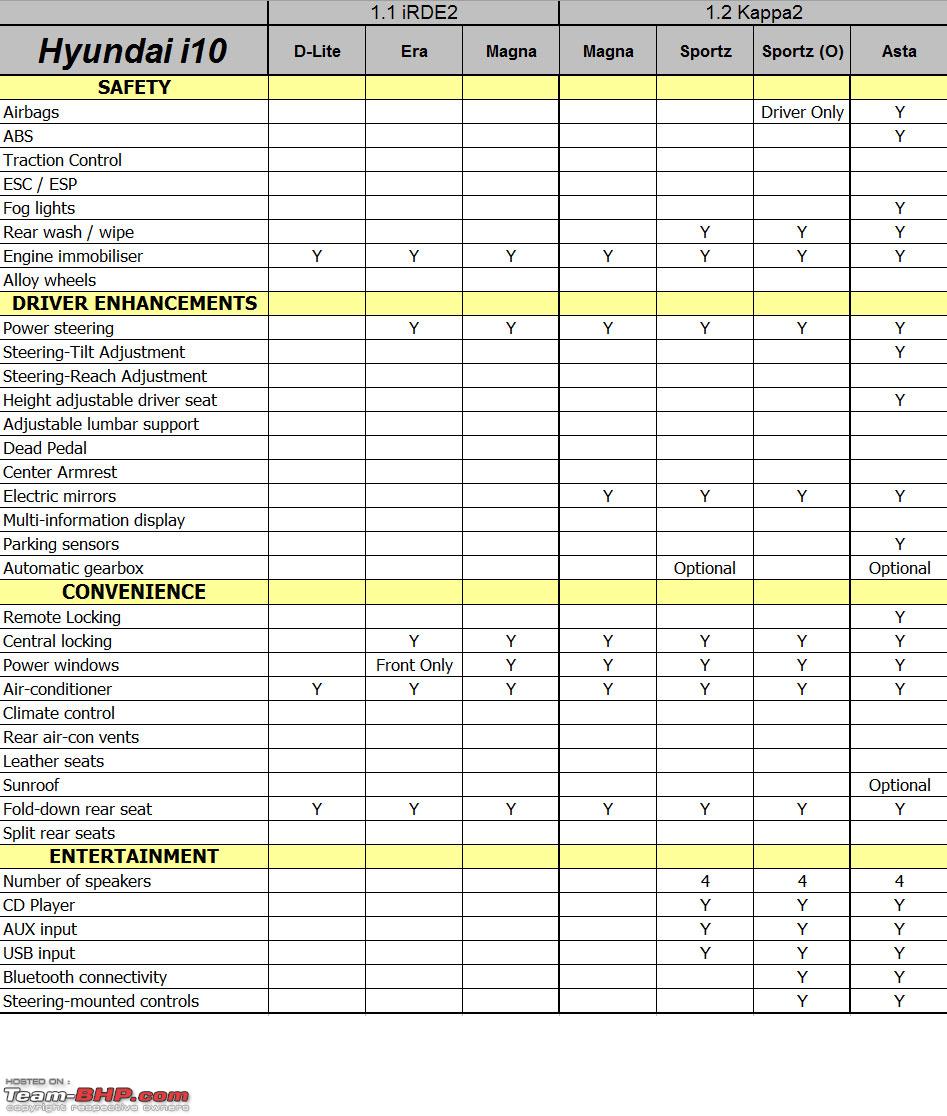 1.1 iRDE2 1.2 Kappa2
Hyundai i10 D-Lite Era Magna Magna Sportz Sportz (O) Asta
SAFETY
Airbags Driver Only Y
ABS Y
Traction Control
ESC / ESP
Fog lights Y
Rear wash / wipe Y Y Y
Engine immobiliser Y Y Y Y Y Y Y
Alloy wheels
DRIVER ENHANCEMENTS
Power steering Y Y Y Y Y Y
Steering-Tilt Adjustment Y
Steering-Reach Adjustment
Height adjustable driver seat Y
Adjustable lumbar support
Dead Pedal
Center Armrest
Electric mirrors Y Y Y Y
Multi-information display
Parking sensors Y
Automatic gearbox Optional Optional
CONVENIENCE
Remote Locking Y
Central locking Y Y Y Y Y Y
Power windows Front Only Y Y Y Y Y
Air-conditioner Y Y Y Y Y Y Y
Climate control
Rear air-con vents
Leather seats
Sunroof Optional
Fold-down rear seat Y Y Y Y Y Y Y
Split rear seats
ENTERTAINMENT
Number of speakers 4 4 4
CD Player Y Y Y
AUX input Y Y Y
USB input Y Y Y
Bluetooth connectivity Y Y
Steering-mounted controls Y Y
HOSTED ON :
Team-BHP.com
copyright respective owners